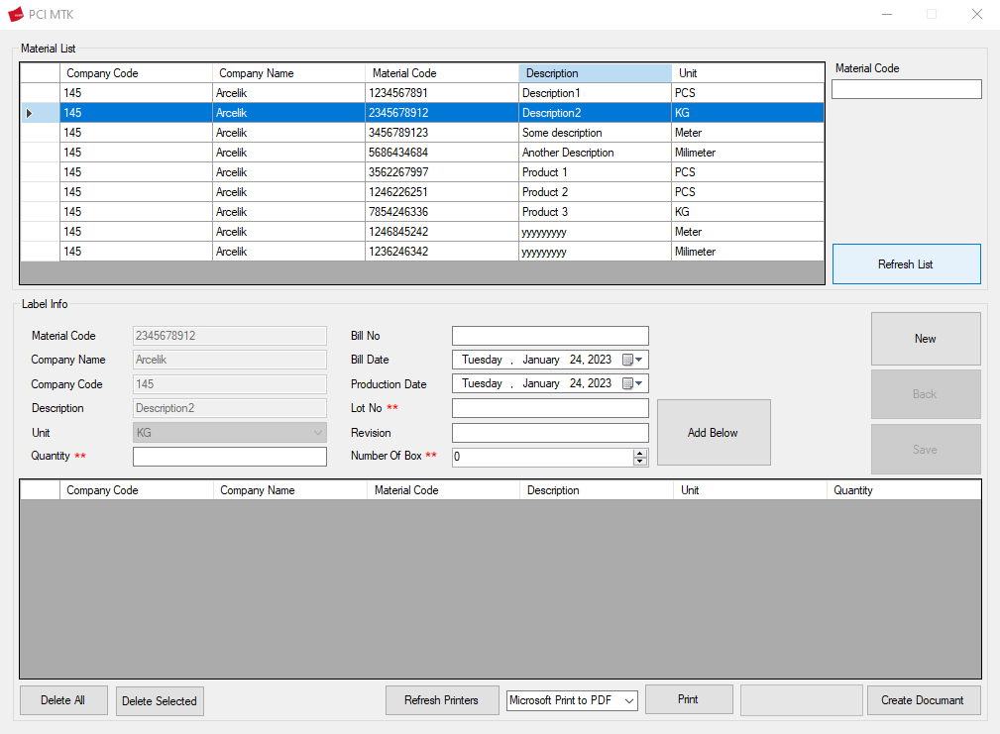 PCI MTK
Material List
Company Code Company Name Material Code Description Unit
145 Arcelik 1234567891 Description1 PCS
145 Arcelik 2345678912 Description2 KG
145 Arcelik 3456789123 Some description Meter
145 Arcelik 5686434684 Another Description Milimeter
145 Arcelik 3562267997 Product 1 PCS
145 Arcelik 1246226251 Product 2 PCS
145 Arcelik 7854246336 Product 3 KG
145 Arcelik 1246845242 yyyyyyyyy Meter
145 Arcelik 1236246342 yyyyyyyyy Milimeter
Material Code
Refresh List
Label Info
Material Code 2345678912
Company Name Arcelik
Company Code 145
Description Description2
Unit KG
Quantity **
Bill No
Bill Date Tuesday , January 24, 2023
Production Date Tuesday , January 24, 2023
Lot No **
Revision
Number Of Box ** 0
Add Below
New
Back
Save
Company Code Company Name Material Code Description Unit Quantity
Delete All Delete Selected Refresh Printers Microsoft Print to PDF Print Create Documant